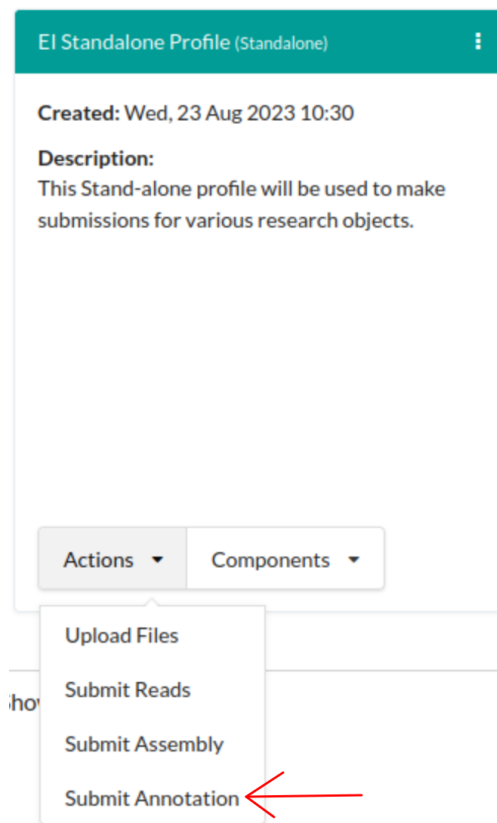 EI Standalone Profile (Standalone)
Created: Wed, 23 Aug 2023 10:30
Description:
This Stand-alone profile will be used to make
submissions for various research objects.
Actions Components
Upload Files
Submit Reads
Submit Assembly
Submit Annotation